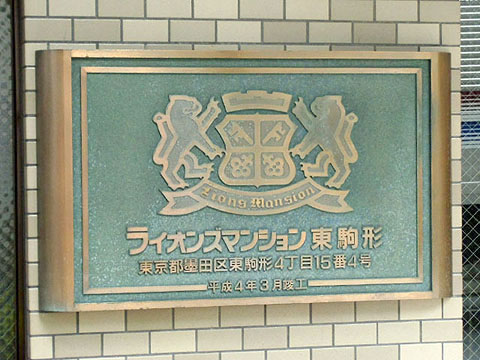 Lions Mansion
ライオンズマンション東駒形
東京都墨田区東駒形4丁目15番4号
平成4年3月竣工